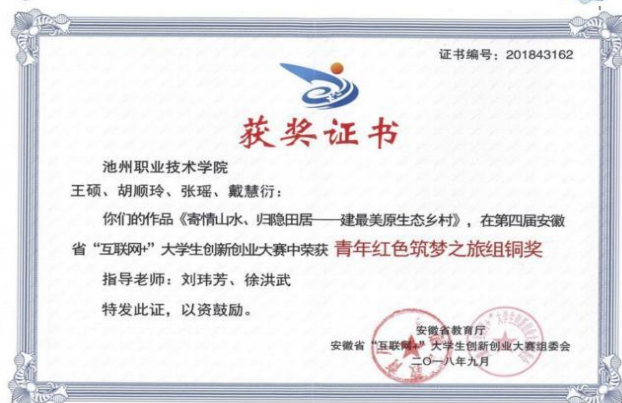 证书编号：201843162
获奖证书
池州职业技术学院
王硕、胡顺玲、张瑶、戴慧衍：
你们的作品《寄情山水、归隐田居——建最美原生态乡村》，在第四届安徽
省“互联网+”大学生创新创业大赛中荣获 青年红色筑梦之旅组铜奖
指导老师：刘玮芳、徐洪武
特发此证，以资鼓励。
安徽省教育厅
安徽省“互联网+”大学生创新创业大赛组委会
二〇一八年九月